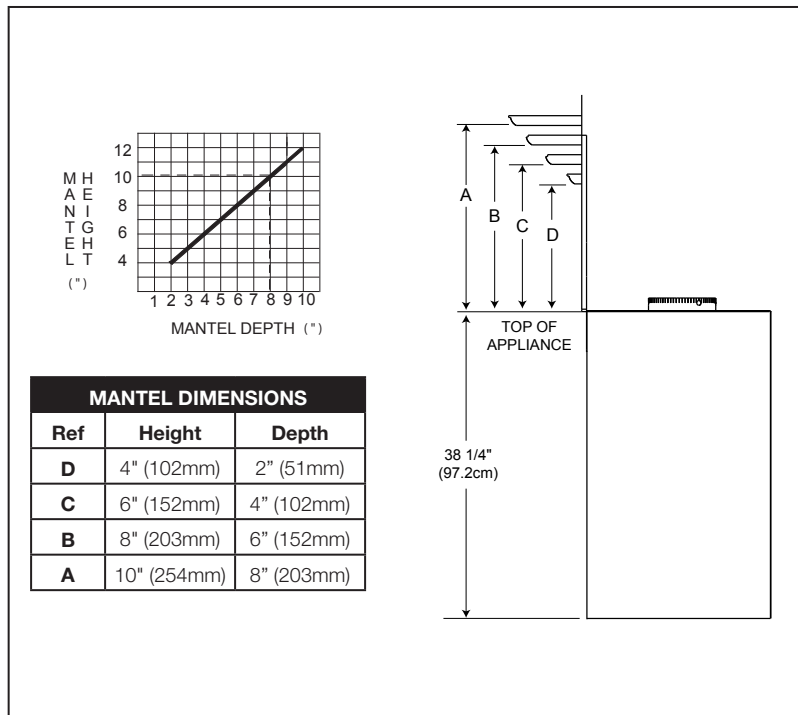 MANTEL HEIGHT (")
12
10
8
6
4
1 2 3 4 5 6 7 8 9 10
MANTEL DEPTH (")
MANTEL DIMENSIONS
Ref Height Depth
D 4" (102mm) 2” (51mm)
C 6" (152mm) 4” (102mm)
B 8" (203mm) 6” (152mm)
A 10" (254mm) 8” (203mm)
A
B
C
D
TOP OF
APPLIANCE
38 1/4"
(97.2cm)